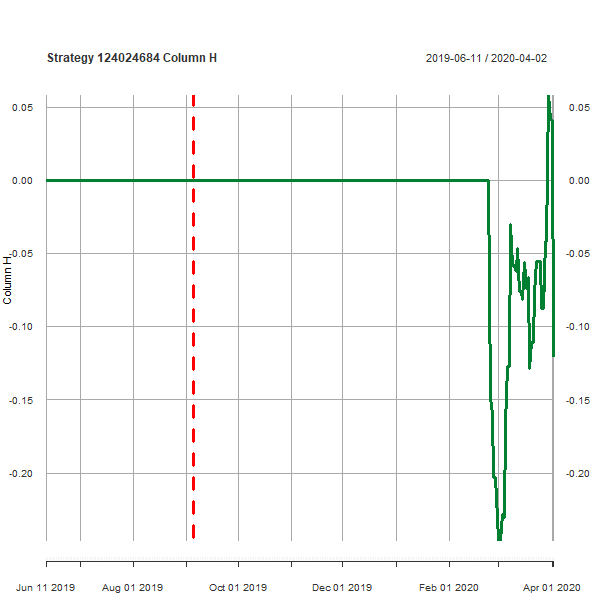 Strategy 124024684 Column H
2019-06-11 / 2020-04-02
0.05 0.05
0.00 0.00
-0.05 -0.05
-0.10 -0.10
-0.15 -0.15
-0.20 -0.20
Column H
Jun 11 2019 Aug 01 2019 Oct 01 2019 Dec 01 2019 Feb 01 2020 Apr 01 2020